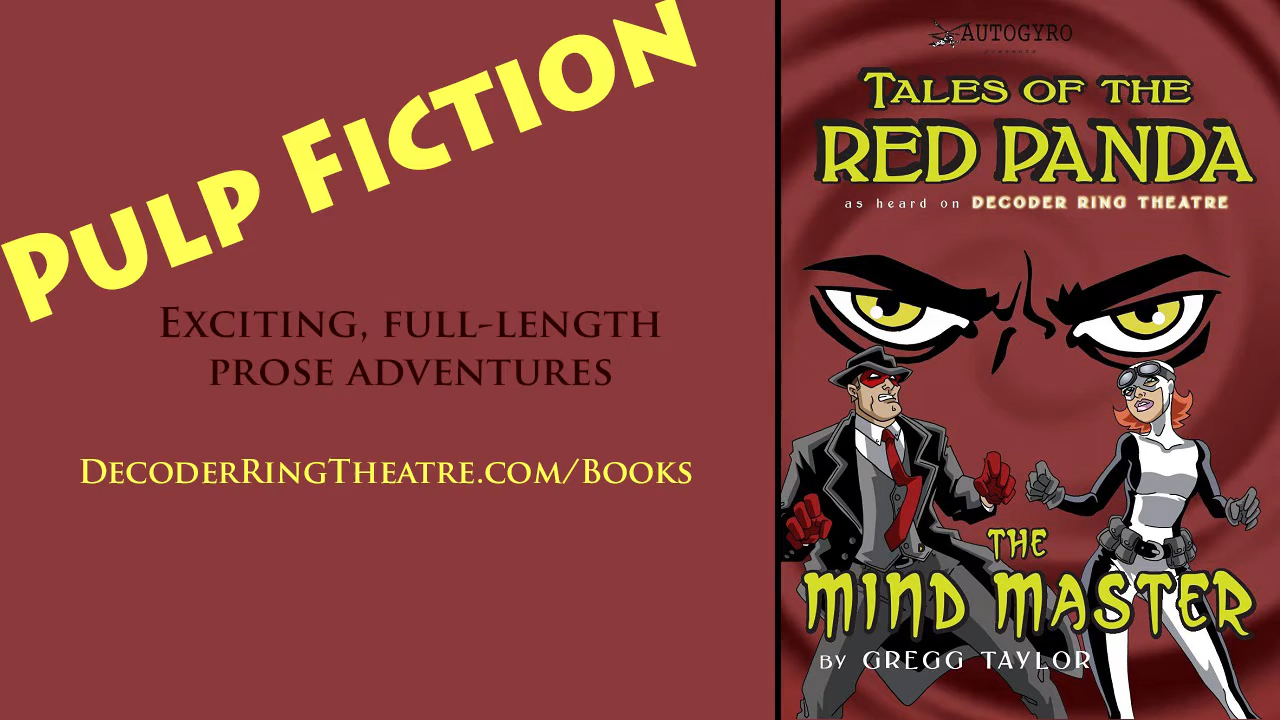 Pulp Fiction
Exciting, full-length
prose adventures
DecoderRingTheatre.com/Books
AUTOGYRO
presents
Tales of the
RED PANDA
as heard on DECODER RING THEATRE
THE
MIND MASTER
BY GREGG TAYLOR